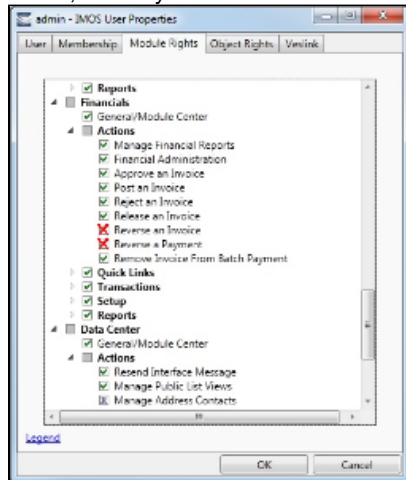 admin - IMOS User Properties
User Membership Module Rights Object Rights Veslink
Reports
Financials
General/Module Center
Actions
Manage Financial Reports
Financial Administration
Approve an Invoice
Post an Invoice
Reject an Invoice
Release an Invoice
Reverse an Invoice
Reverse a Payment
Remove Invoice From Batch Payment
Quick Links
Transactions
Setup
Reports
Data Center
General/Module Center
Actions
Resend Interface Message
Manage Public List Views
Manage Address Contacts
Legend
OK Cancel